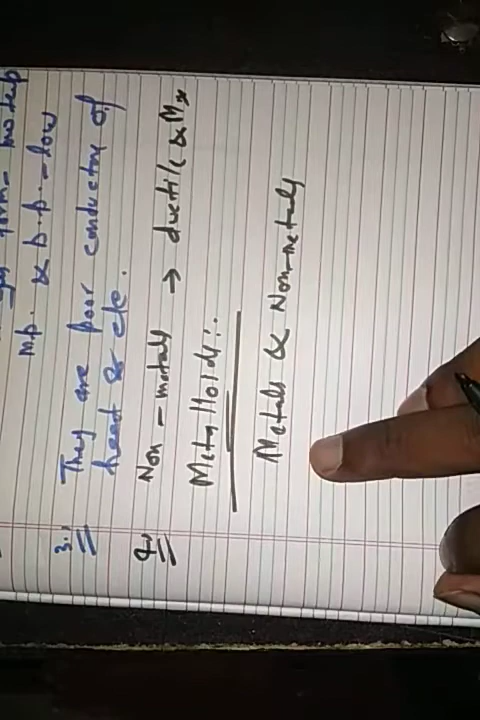 m.p. & b.p. - low
3:) They are poor conductor of
heat & ele.
4:) Non-metals → ductile & M
Metalloids:.
Metals & Non-metals